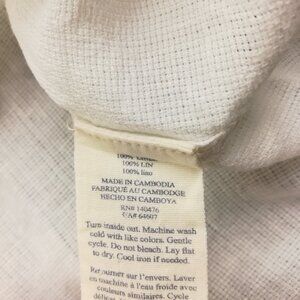 100%
100% LIN
100% lino
MADE IN CAMBODIA
FABRIQUÉ AU CAMBODGE
HECHO EN CAMBOYA
RN# 140476
CA# 64607
Turn inside out. Machine wash
cold with like colors. Gentle
cycle. Do not bleach. Lay flat
to dry. Cool iron if needed.
Retourner sur l'envers. Laver
en machine à l'eau froide avec
couleurs similaires. Cycle